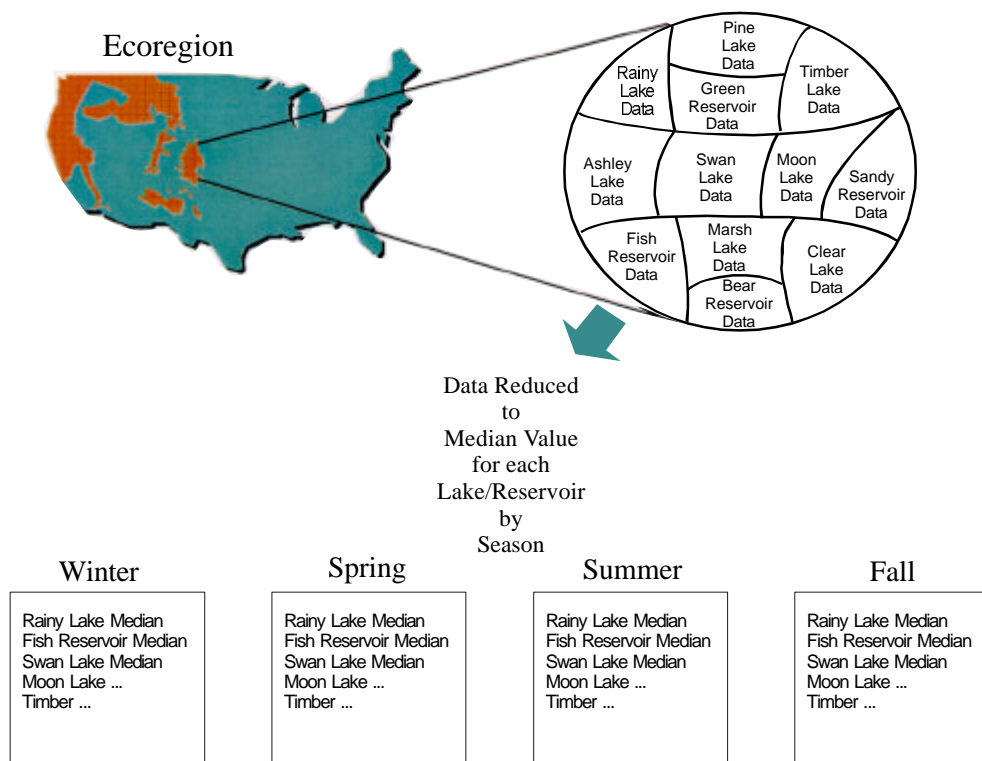 Ecoregion
Pine
Lake
Data
Rainy
Lake
Data
Green
Reservoir
Data
Timber
Lake
Data
Ashley
Lake
Data
Swan
Lake
Data
Moon
Lake
Data
Sandy
Reservoir
Data
Fish
Reservoir
Data
Marsh
Lake
Data
Clear
Lake
Data
Bear
Reservoir
Data
Data Reduced
to
Median Value
for each
Lake/Reservoir
by
Season
Winter
Rainy Lake Median
Fish Reservoir Median
Swan Lake Median
Moon Lake ...
Timber ...
Spring
Rainy Lake Median
Fish Reservoir Median
Swan Lake Median
Moon Lake ...
Timber ...
Summer
Rainy Lake Median
Fish Reservoir Median
Swan Lake Median
Moon Lake ...
Timber ...
Fall
Rainy Lake Median
Fish Reservoir Median
Swan Lake Median
Moon Lake ...
Timber ...